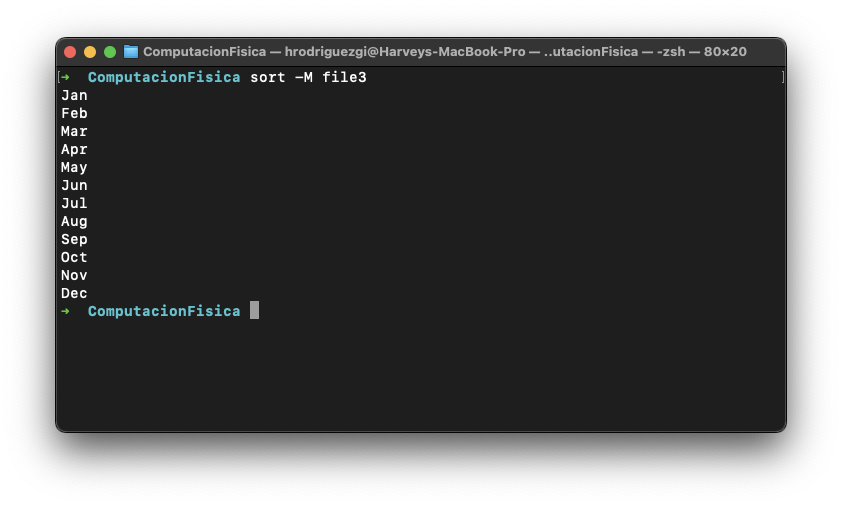 ComputacionFisica — hrodriguezgi@Harveys-MacBook-Pro — ..utacionFisica — -zsh — 80×20
[➜  ComputacionFisica sort -M file3 ]
Jan
Feb
Mar
Apr
May
Jun
Jul
Aug
Sep
Oct
Nov
Dec
➜  ComputacionFisica